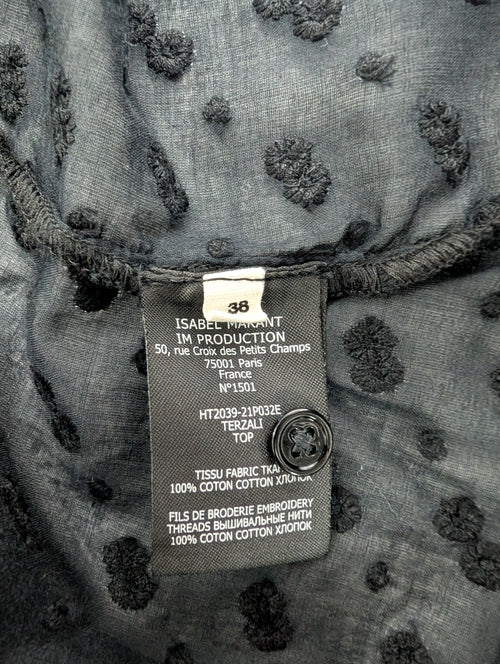 38
ISABEL MARANT
IM PRODUCTION
50, rue Croix des Petits Champs
75001 Paris
France
N°1501
HT2039-21P032E
TERZALI
TOP
TISSU FABRIC
100% COTON COTTON ХЛОПОК
FILS DE BRODERIE EMBROIDERY
THREADS ВЫШИВАЛЬНЫЕ НИТИ
100% COTON COTTON ХЛОПОК